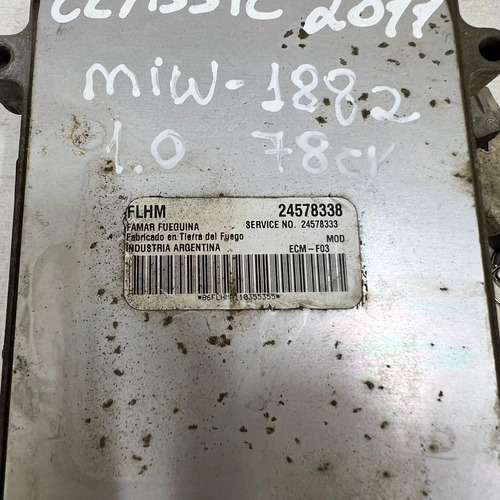 CLASSIC 2011
MIW-1882
1.0 78cv
FLHM 24578338
FAMAR FUEGUINA SERVICE NO. 24578333
Fabricado en Tierra del Fuego MOD
INDUSTRIA ARGENTINA ECM-F03